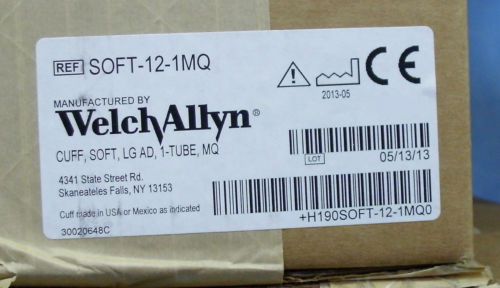 REF SOFT-12-1MQ
2013-05
CE
MANUFACTURED BY
WelchAllyn®
CUFF, SOFT, LG AD, 1-TUBE, MQ
LOT 05/13/13
4341 State Street Rd.
Skaneateles Falls, NY 13153
Cuff made in USA or Mexico as indicated
+H190SOFT-12-1MQ0
30020648C